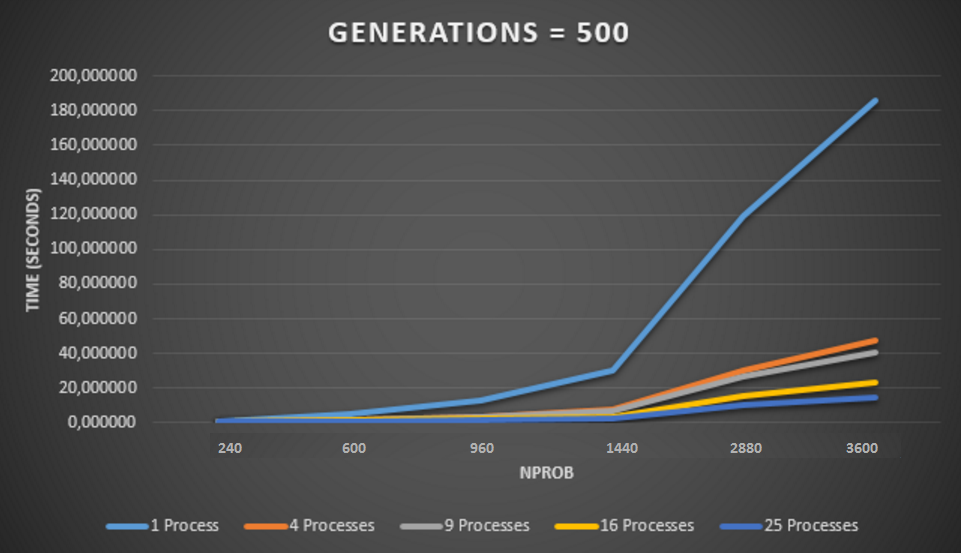 GENERATIONS = 500
200,000000
180,000000
160,000000
140,000000
120,000000
100,000000
80,000000
60,000000
40,000000
20,000000
0,000000
TIME (SECONDS)
240 600 960 1440 2880 3600
NPROB
1 Process 4 Processes 9 Processes 16 Processes 25 Processes